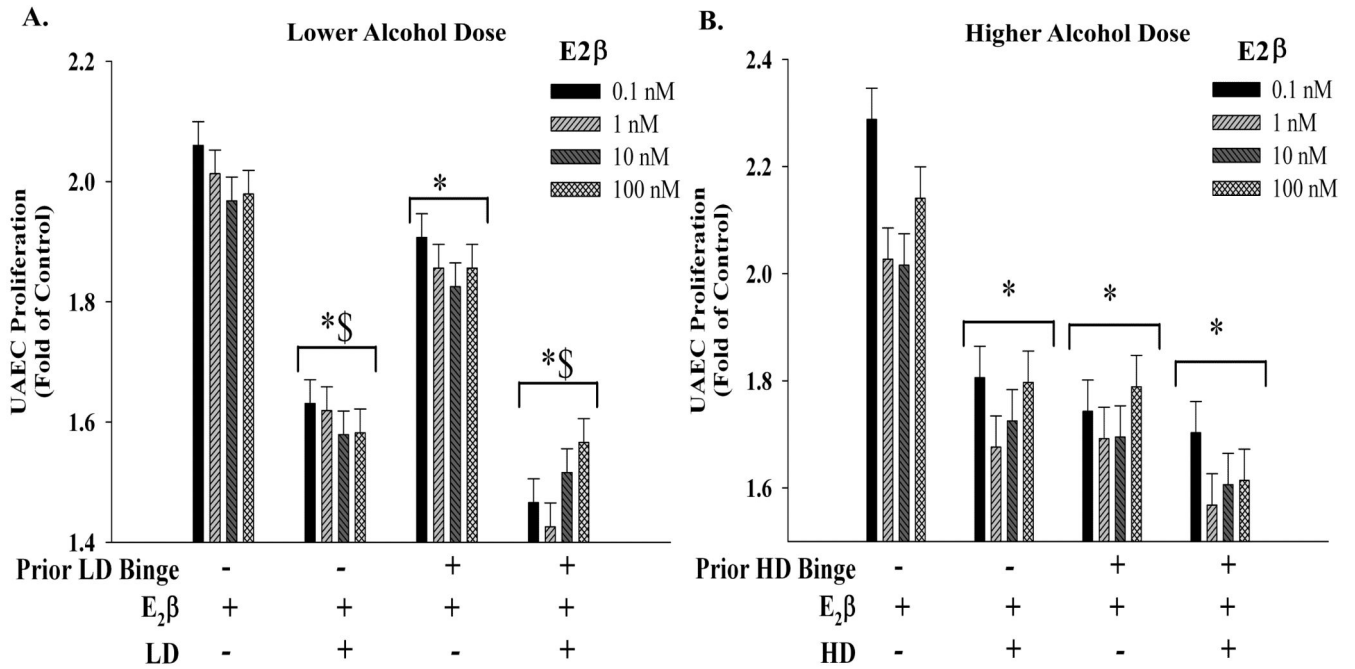 A.
Lower Alcohol Dose
E2β
0.1 nM
1 nM
10 nM
100 nM
2.2
2.0
1.8
1.6
1.4
UAEC Proliferation
(Fold of Control)
*$
*
*$
Prior LD Binge - - + +
E₂β + + + +
LD - + - +
B.
Higher Alcohol Dose
E2β
0.1 nM
1 nM
10 nM
100 nM
2.4
2.2
2.0
1.8
1.6
UAEC Proliferation
(Fold of Control)
*
*
*
Prior HD Binge - - + +
E₂β + + + +
HD - + - +